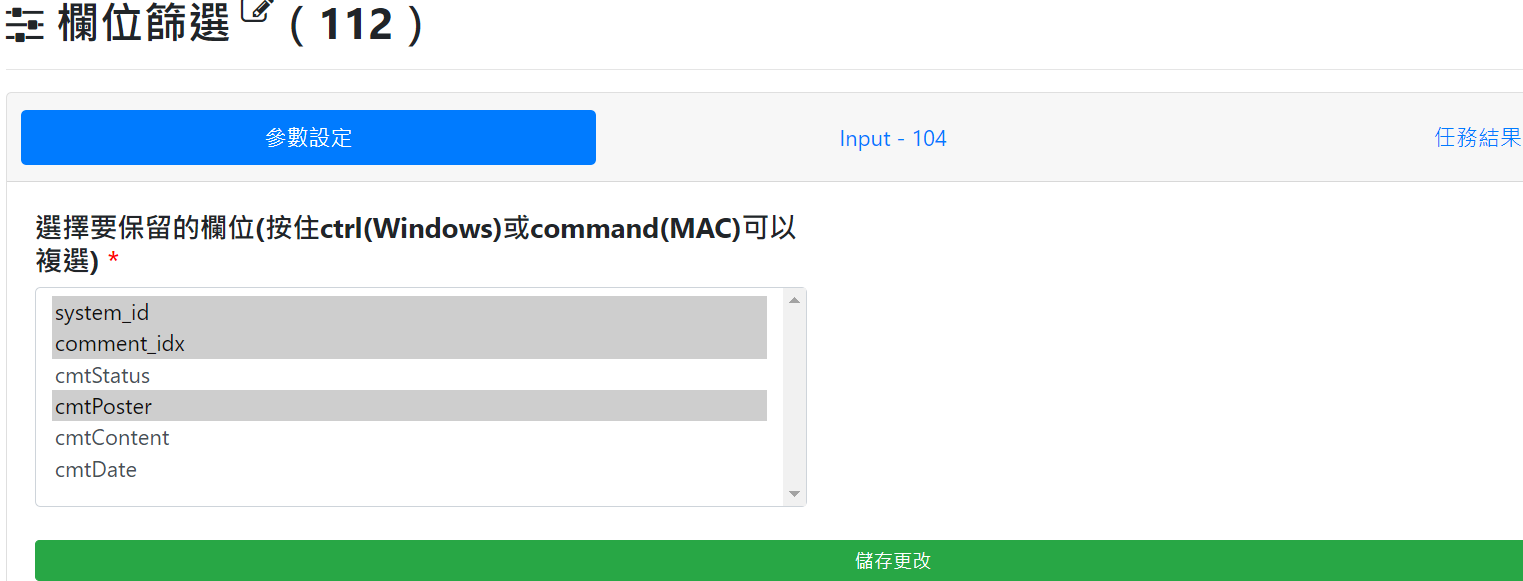 欄位篩選 ( 112 )
參數設定 Input - 104 任務結果
選擇要保留的欄位(按住ctrl(Windows)或command(MAC)可以
複選) *
system_id
comment_idx
cmtStatus
cmtPoster
cmtContent
cmtDate
儲存更改